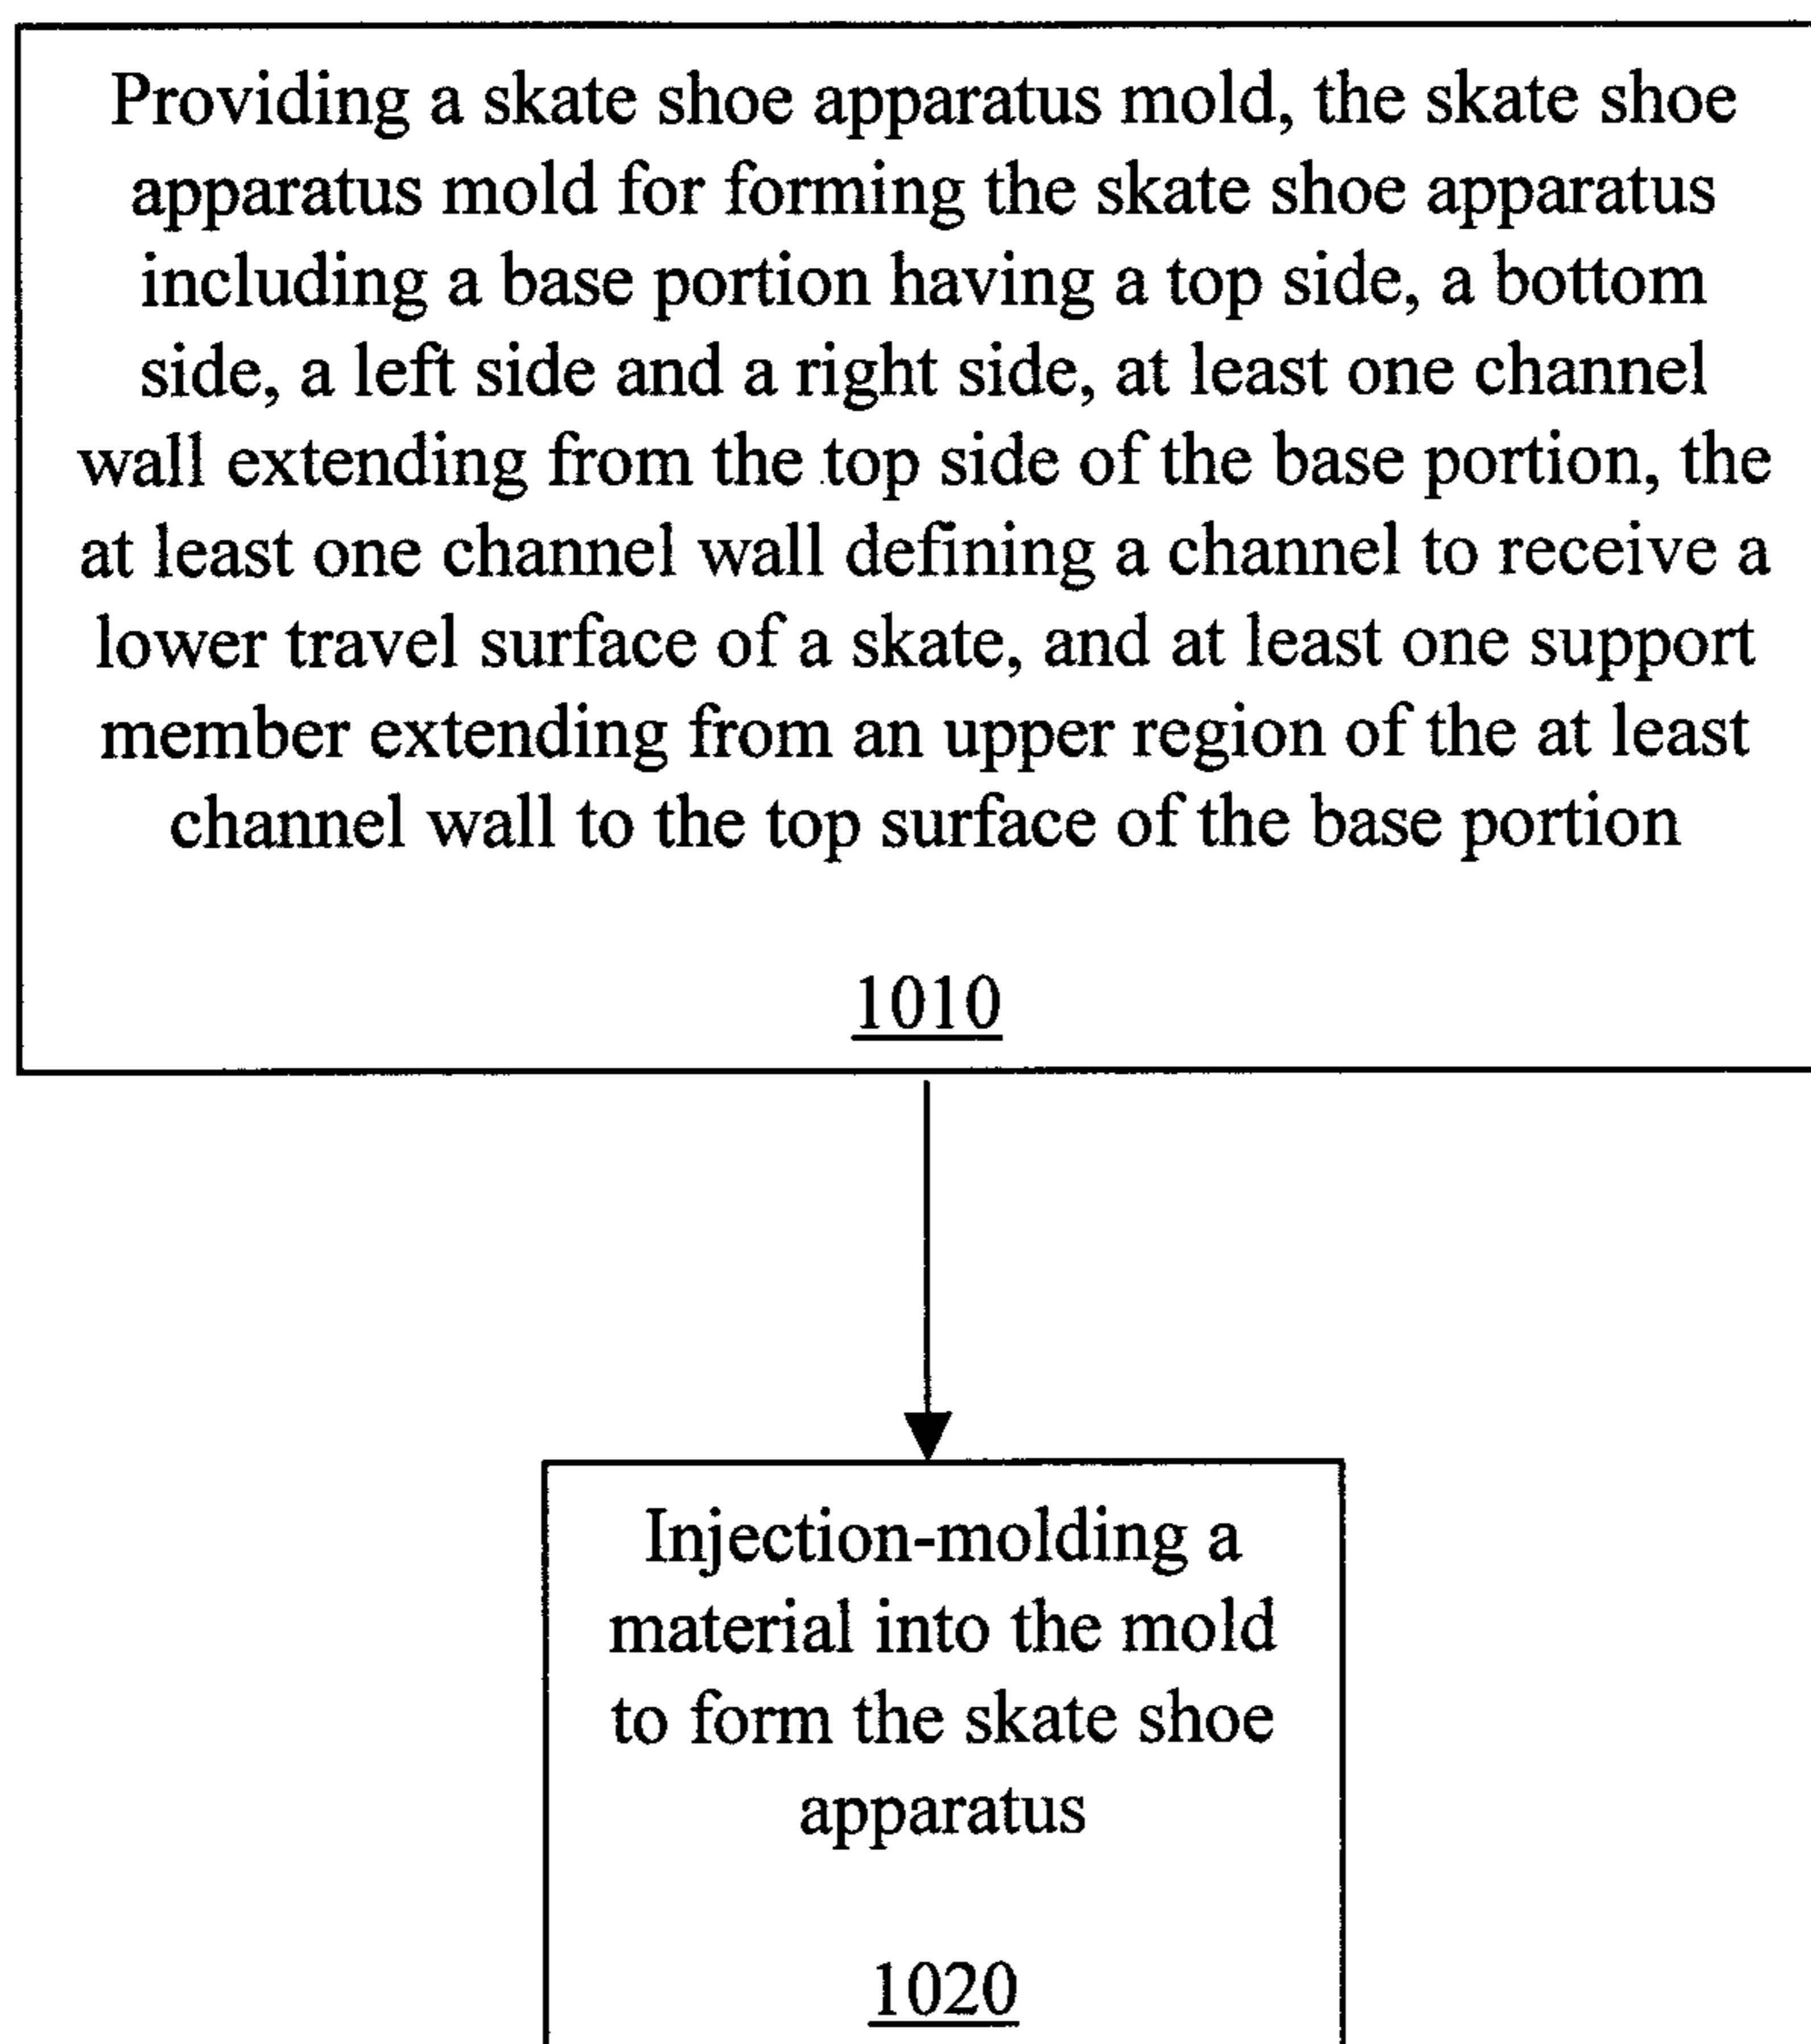 Providing a skate shoe apparatus mold, the skate shoe
apparatus mold for forming the skate shoe apparatus
including a base portion having a top side, a bottom
side, a left side and a right side, at least one channel
wall extending from the top side of the base portion, the
at least one channel wall defining a channel to receive a
lower travel surface of a skate, and at least one support
member extending from an upper region of the at least
channel wall to the top surface of the base portion
1010
Injection-molding a
material into the mold
to form the skate shoe
apparatus
1020